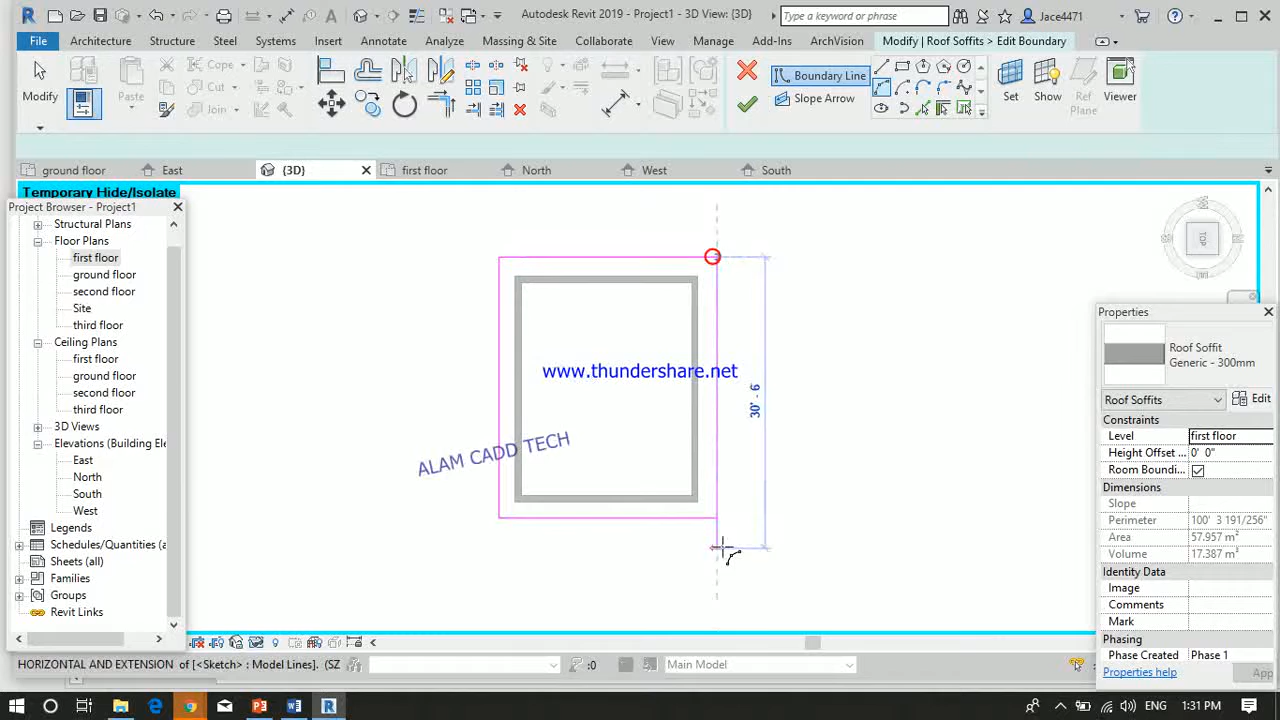 Autodesk Revit 2019 - Project1 - 3D View: {3D}
Type a keyword or phrase
Jace4471
File
Architecture
Structure
Steel
Systems
Insert
Annotate
Analyze
Massing & Site
Collaborate
View
Manage
Add-Ins
ArchVision
Modify | Roof Soffits > Edit Boundary
Modify
Paste
Cope
Cut
Join
Boundary Line
Slope Arrow
Set
Show
Ref
Plane
Viewer
ground floor
East
{3D}
first floor
North
West
South
Temporary Hide/Isolate
Project Browser - Project1
Structural Plans
Floor Plans
first floor
ground floor
second floor
Site
third floor
Ceiling Plans
first floor
ground floor
second floor
third floor
3D Views
Elevations (Building El
East
North
South
West
Legends
Schedules/Quantities (a
Sheets (all)
Families
Groups
Revit Links
TOP
30' - 6
www.thundershare.net
ALAM CADD TECH
Properties
Roof Soffit
Generic - 300mm
Roof Soffits
Edit
Constraints
Level first floor
Height Offset ... 0' 0"
Room Boundi...
Dimensions
Slope
Perimeter 100' 3 191/256"
Area 57.957 m²
Volume 17.387 m³
Identity Data
Image
Comments
Mark
Phasing
Phase Created Phase 1
Properties help
App
HORIZONTAL AND EXTENSION of [<Sketch> : Model Lines]. (SZ
:0
Main Model
ENG
1:31 PM